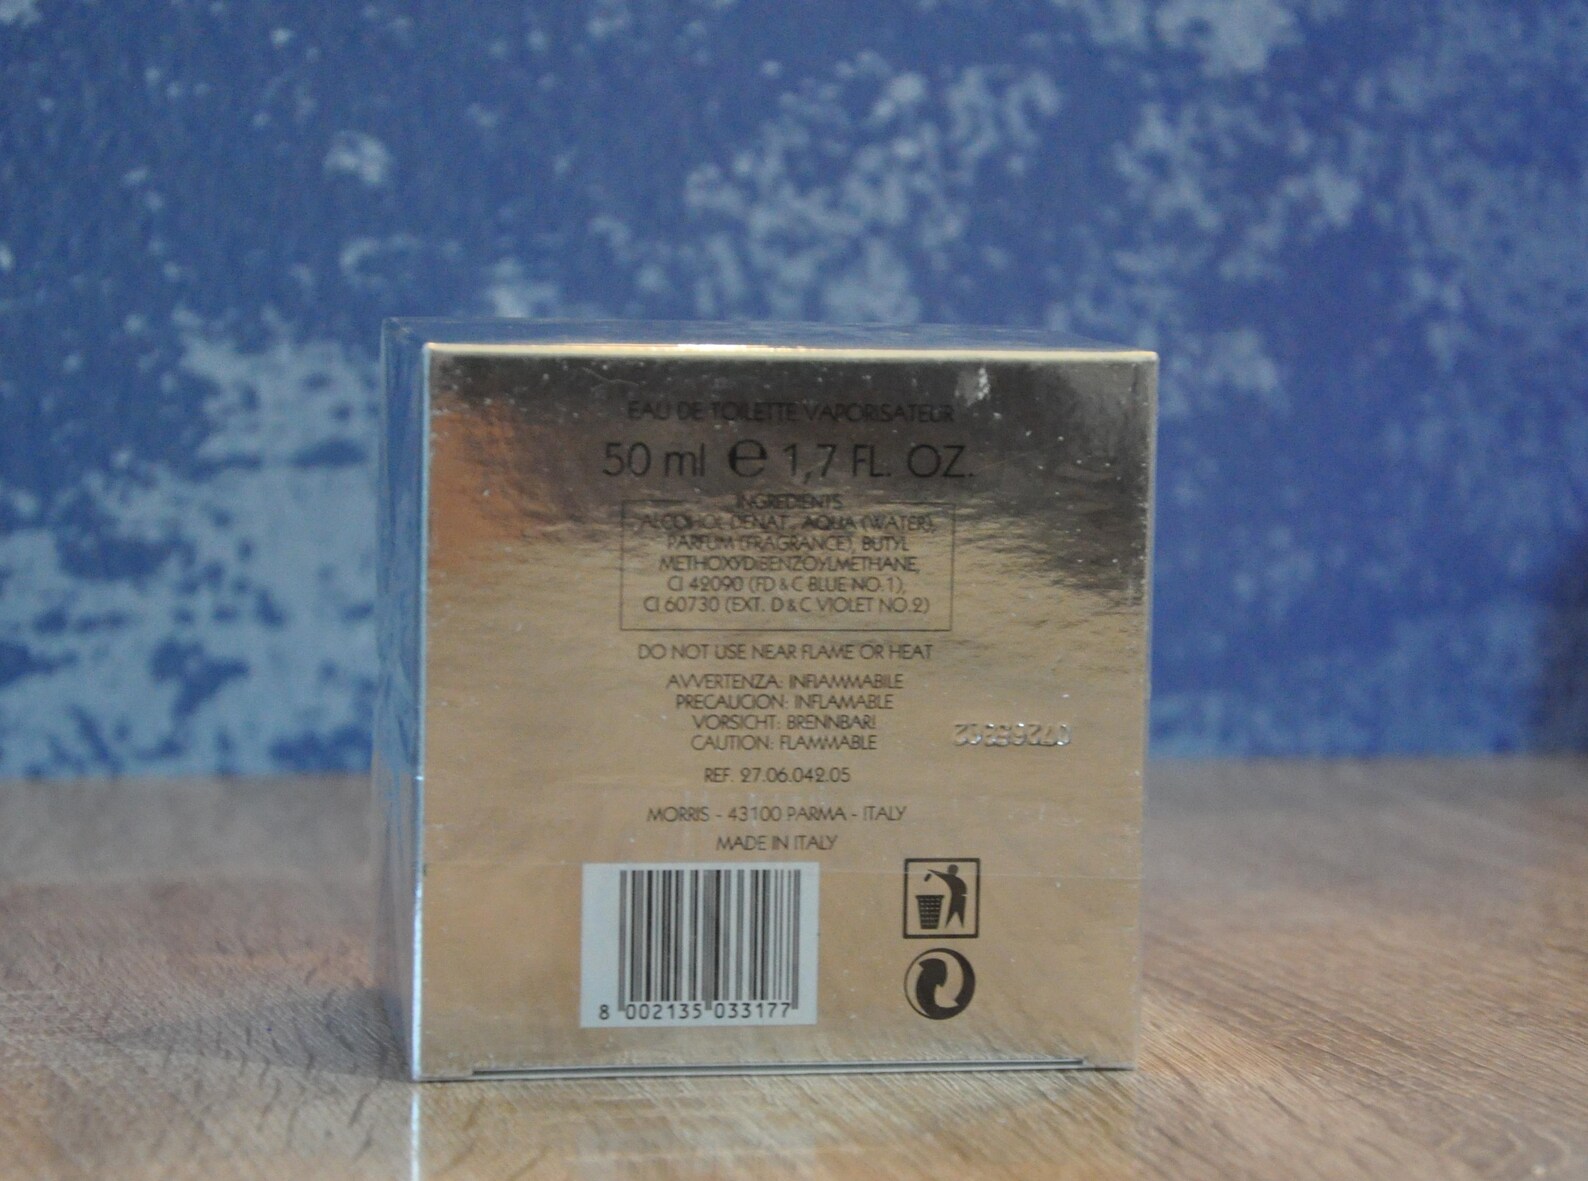 EAU DE TOILETTE VAPORISATEUR
50 ml ℮ 1,7 FL. OZ.
INGREDIENTS
ALCOHOL DENAT., AQUA (WATER),
PARFUM (FRAGRANCE), BUTYL
METHOXYDIBENZOYLMETHANE,
CI 42090 (FD & C BLUE NO. 1),
CI 60730 (EXT. D & C VIOLET NO.2)
DO NOT USE NEAR FLAME OR HEAT
AVVERTENZA: INFIAMMABILE
PRECAUCION: INFLAMABLE
VORSICHT: BRENNBAR!
CAUTION: FLAMMABLE
REF. 27.06.042.05
MORRIS - 43100 PARMA - ITALY
MADE IN ITALY
8 002135 033177